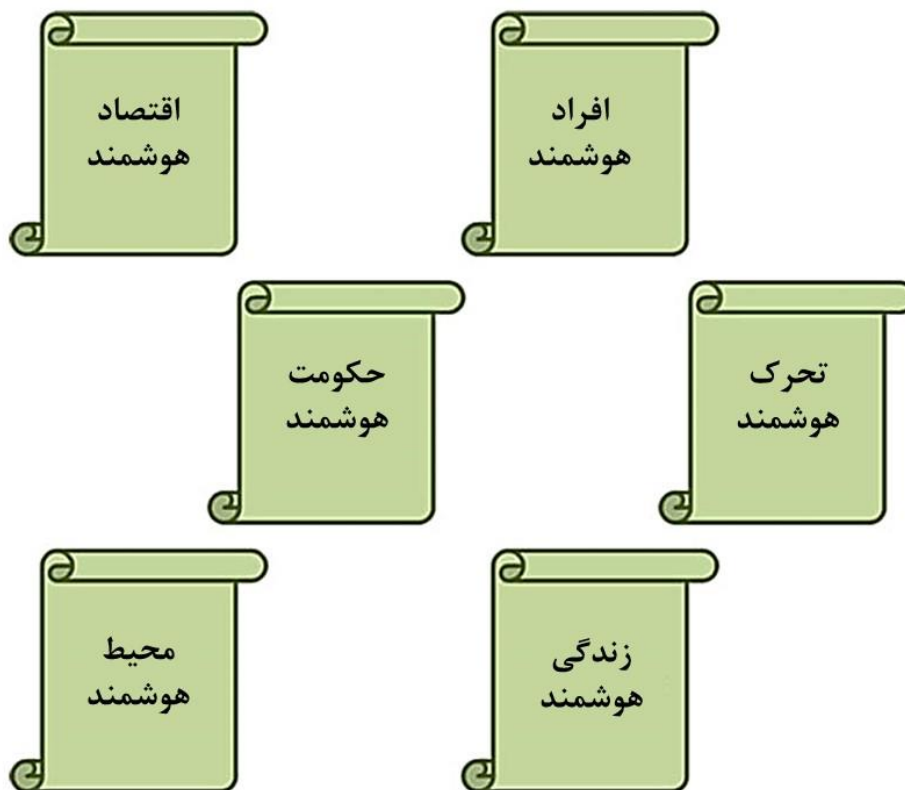 افراد
هوشمند
اقتصاد
هوشمند
تحرک
هوشمند
حکومت
هوشمند
زندگی
هوشمند
محیط
هوشمند